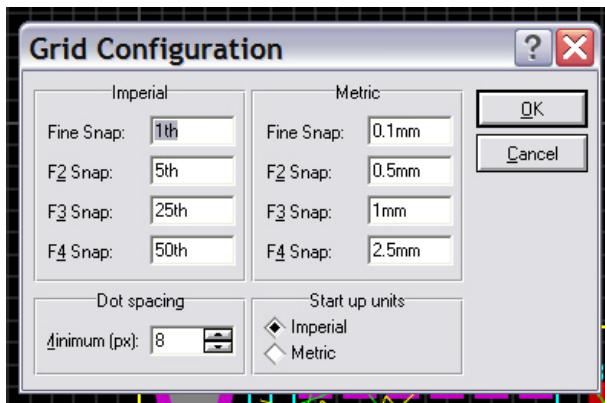 Grid Configuration
Imperial
Fine Snap: 1th
F2 Snap: 5th
F3 Snap: 25th
F4 Snap: 50th
Metric
Fine Snap: 0.1mm
F2 Snap: 0.5mm
F3 Snap: 1mm
F4 Snap: 2.5mm
OK
Cancel
Dot spacing
Minimum (px): 8
Start up units
Imperial
Metric